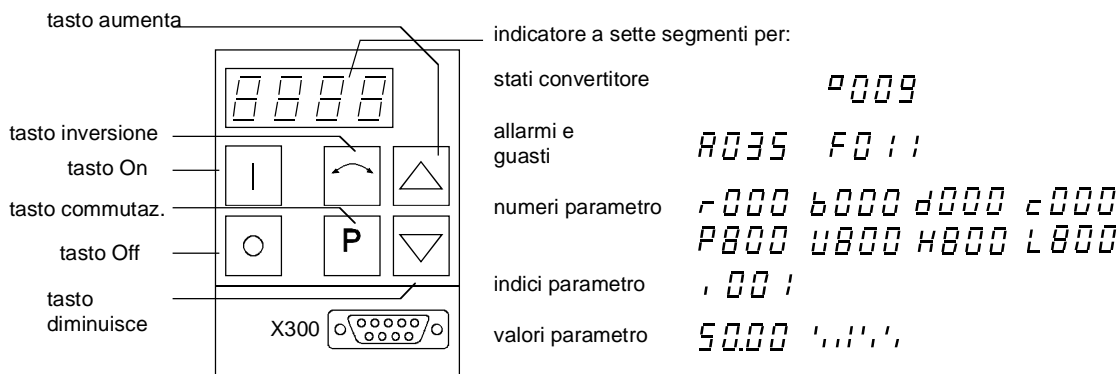 tasto aumenta
indicatore a sette segmenti per:
stati convertitore
°009
tasto inversione
allarmi e
guasti
A035 F011
tasto On
tasto commutaz.
numeri parametro
r000 b000 d000 c000
P800 U800 H800 L800
P
tasto Off
indici parametro
i001
tasto
diminuisce
X300
valori parametro
50.00